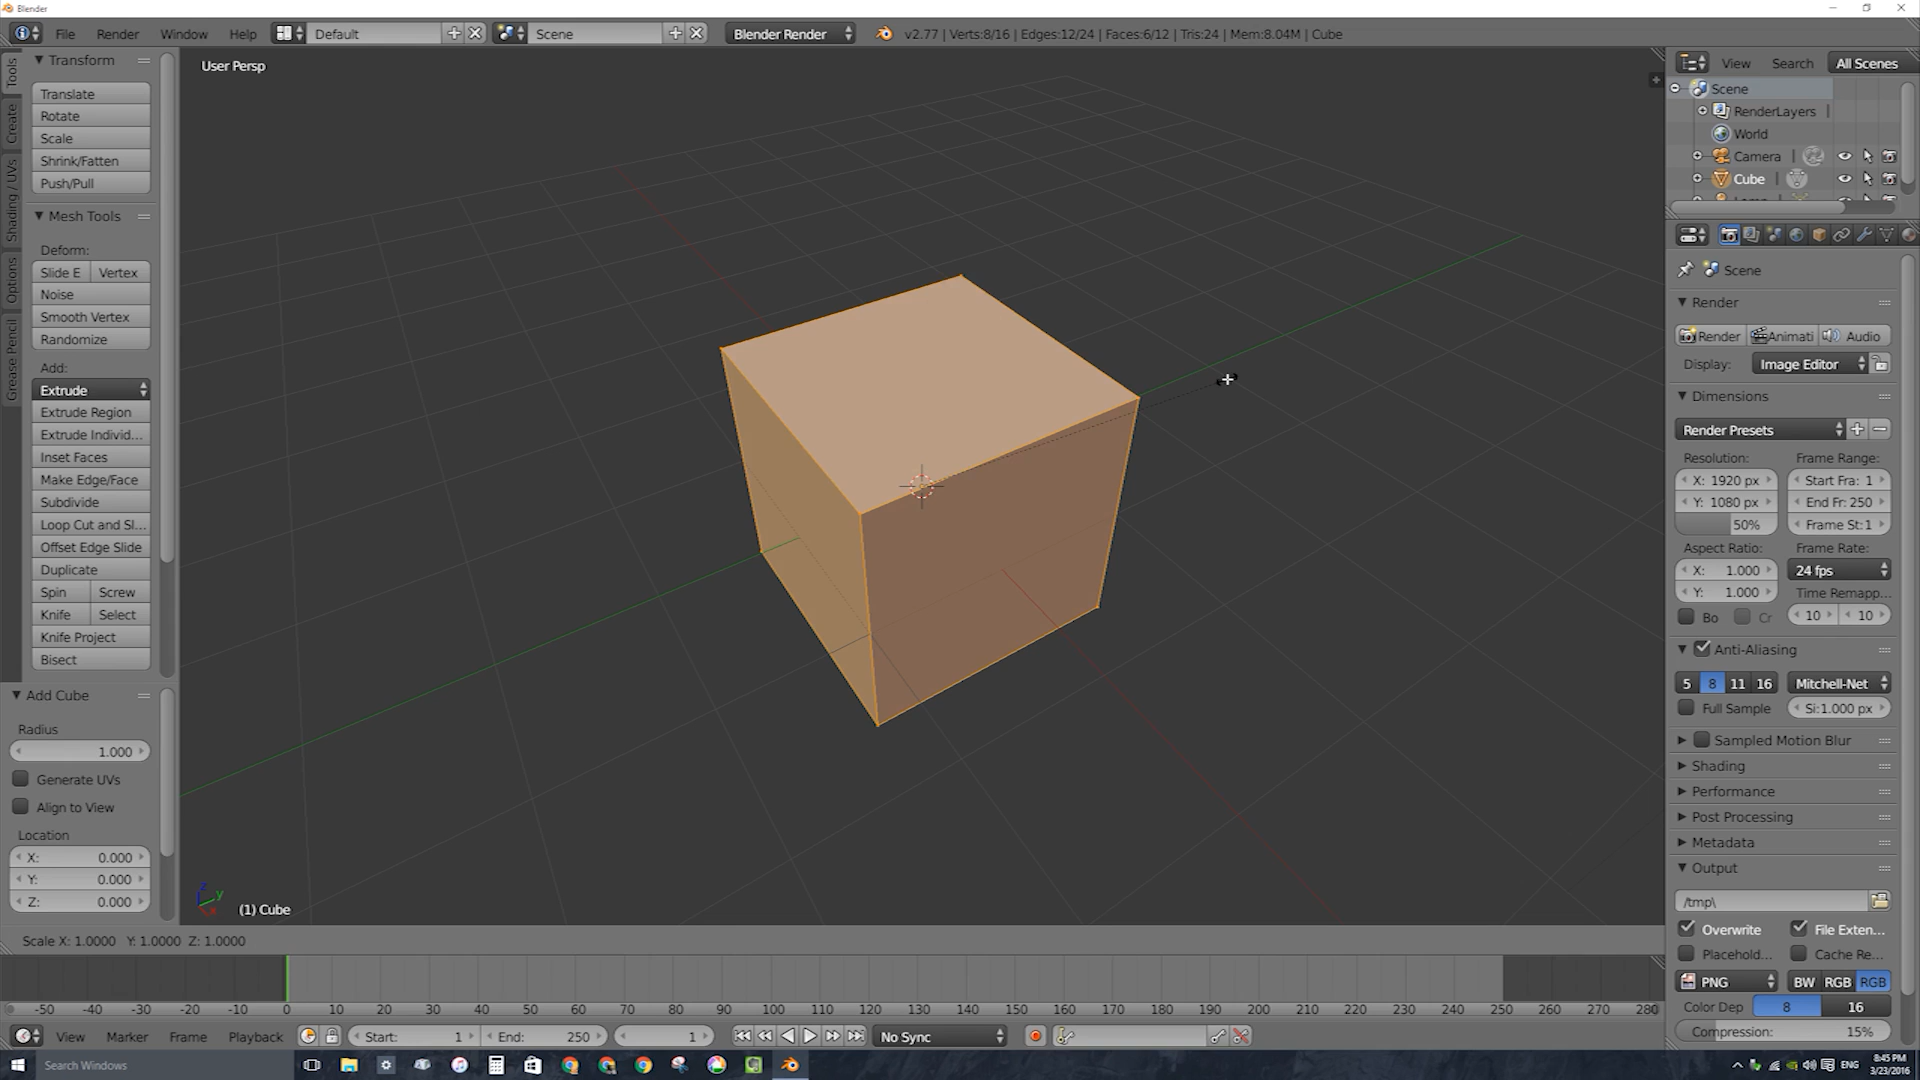 Blender
File Render Window Help Default Scene Blender Render v2.77 | Verts:8/16 | Edges:12/24 | Faces:6/12 | Tris:24 | Mem:8.04M | Cube
Tools
Create
Shading / UVs
Options
Grease Pencil
Transform
Translate
Rotate
Scale
Shrink/Fatten
Push/Pull
Mesh Tools
Deform:
Slide E Vertex
Noise
Smooth Vertex
Randomize
Add:
Extrude
Extrude Region
Extrude Individ...
Inset Faces
Make Edge/Face
Subdivide
Loop Cut and Sl...
Offset Edge Slide
Duplicate
Spin Screw
Knife Select
Knife Project
Bisect
Add Cube
Radius
1.000
Generate UVs
Align to View
Location
X: 0.000
Y: 0.000
Z: 0.000
User Persp
z y x
(1) Cube
Scale X: 1.0000 Y: 1.0000 Z: 1.0000
View Search All Scenes
Scene
RenderLayers |
World
Camera |
Cube |
Scene
Render
Render Animati Audio
Display: Image Editor
Dimensions
Render Presets
Resolution: Frame Range:
X: 1920 px Start Fra: 1
Y: 1080 px End Fr: 250
50% Frame St:1
Aspect Ratio: Frame Rate:
X: 1.000 24 fps
Y: 1.000 Time Remapp...
Bo Cr 10 10
Anti-Aliasing
5 8 11 16 Mitchell-Net
Full Sample Si:1.000 px
Sampled Motion Blur
Shading
Performance
Post Processing
Metadata
Output
/tmp\
Overwrite File Exten...
Placehold... Cache Re...
PNG BW RGB RGB
Color Dep 8 16
Compression: 15%
-50 -40 -30 -20 -10 0 10 20 30 40 50 60 70 80 90 100 110 120 130 140 150 160 170 180 190 200 210 220 230 240 250 260 270 280
View Marker Frame Playback Start: 1 End: 250 1 No Sync
Search Windows
ENG 8:45 PM
3/23/2016